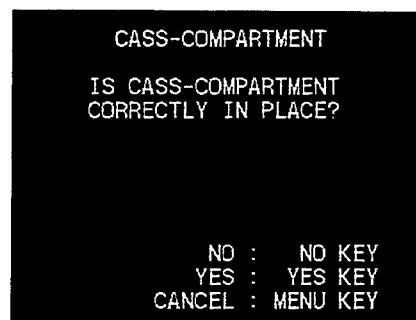 CASS-COMPARTMENT
IS CASS-COMPARTMENT
CORRECTLY IN PLACE?
NO : NO KEY
YES : YES KEY
CANCEL : MENU KEY